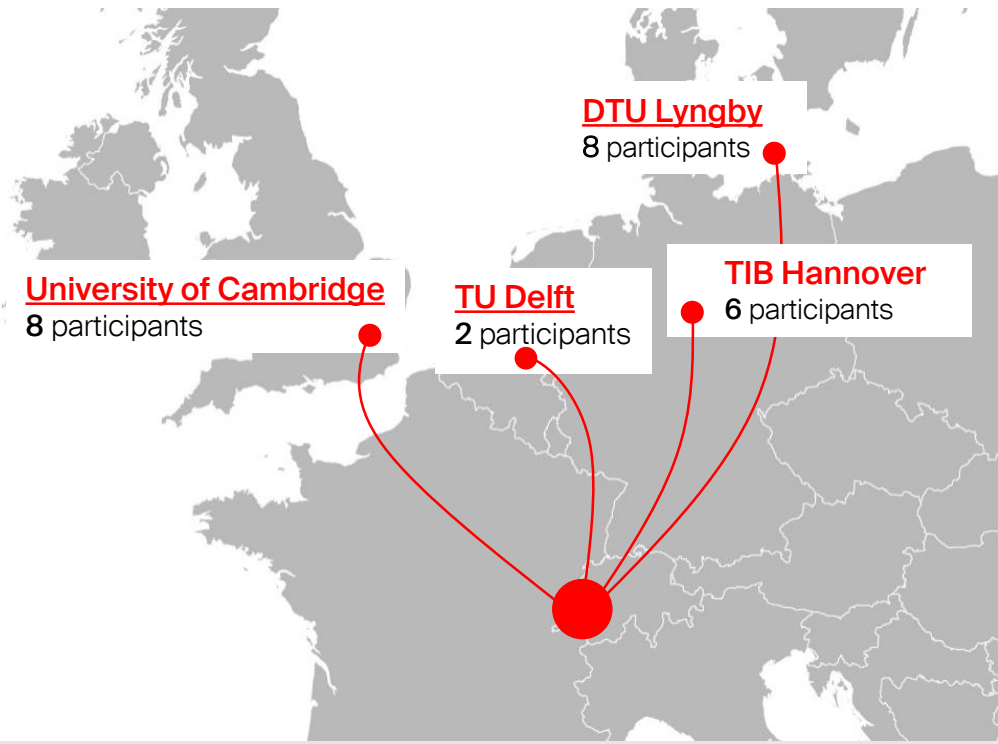 DTU Lyngby
8 participants
University of Cambridge
8 participants
TU Delft
2 participants
TIB Hannover
6 participants